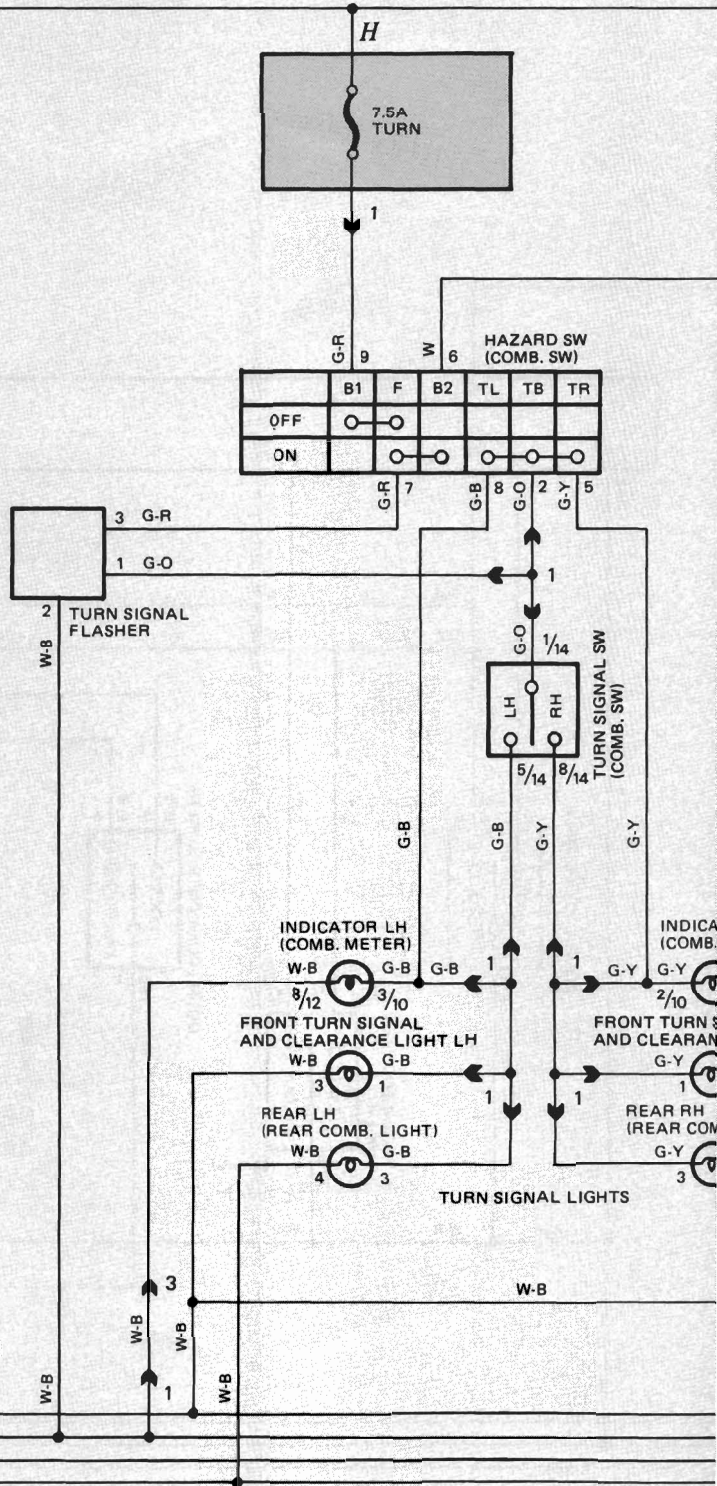 H
7.5A
TURN
1
G-R
9
W
6
HAZARD SW
(COMB. SW)
B1 F B2 TL TB TR
OFF
ON
G-R 7
G-B 8
G-O 2
G-Y 5
3 G-R
1 G-O
1
2 TURN SIGNAL
FLASHER
W-B
G-O 1/14
LH
RH
TURN SIGNAL SW
(COMB. SW)
5/14 8/14
G-B
G-B
G-Y
G-Y
INDICATOR LH
(COMB. METER)
INDICA
(COMB.
W-B G-B G-B 1 1 G-Y G-Y
8/12 3/10 2/10
FRONT TURN SIGNAL
AND CLEARANCE LIGHT LH
FRONT TURN S
AND CLEARAN
W-B G-B G-Y
3 1 1 1 1
REAR LH
(REAR COMB. LIGHT)
REAR RH
(REAR COM
W-B G-B G-Y
4 3 3
TURN SIGNAL LIGHTS
3
W-B
W-B
W-B
1
W-B
W-B